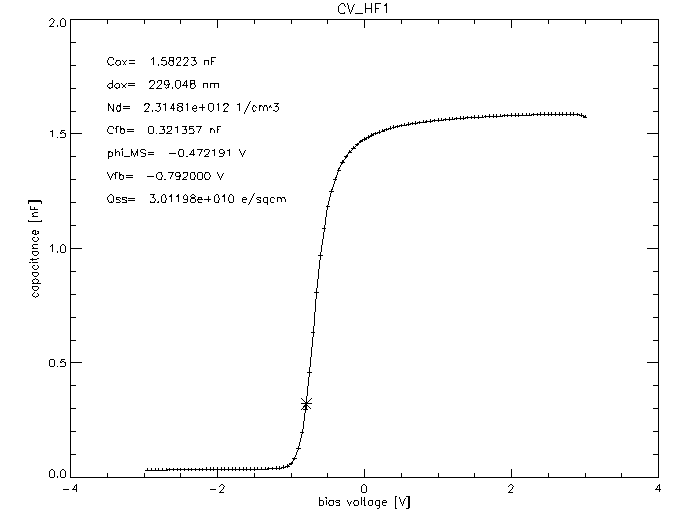 CV_HF1
2.0
Cox= 1.58223 nF
dox= 229.048 nm
Nd= 2.31481e+012 1/cm^3
Cfb= 0.321357 nF
phi_MS= -0.472191 V
Vfb= -0.792000 V
Qss= 3.01198e+010 e/sqcm
1.5
1.0
0.5
0.0
capacitance [nF]
-4 -2 0 2 4
bias voltage [V]